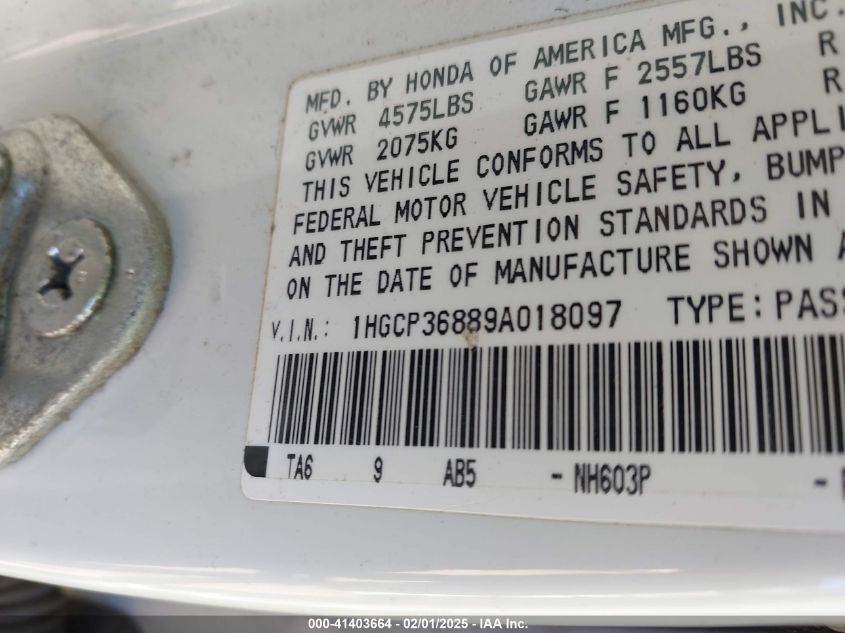 MFD. BY HONDA OF AMERICA MFG., INC.
GVWR 4575LBS GAWR F 2557LBS R
GVWR 2075KG GAWR F 1160KG R
THIS VEHICLE CONFORMS TO ALL APPLI
FEDERAL MOTOR VEHICLE SAFETY, BUMP
AND THEFT PREVENTION STANDARDS IN
ON THE DATE OF MANUFACTURE SHOWN A
V.I.N.: 1HGCP36889A018097 TYPE: PASS
TA6 9 AB5 - NH603P -
000-41403664 - 02/01/2025 - IAA Inc.